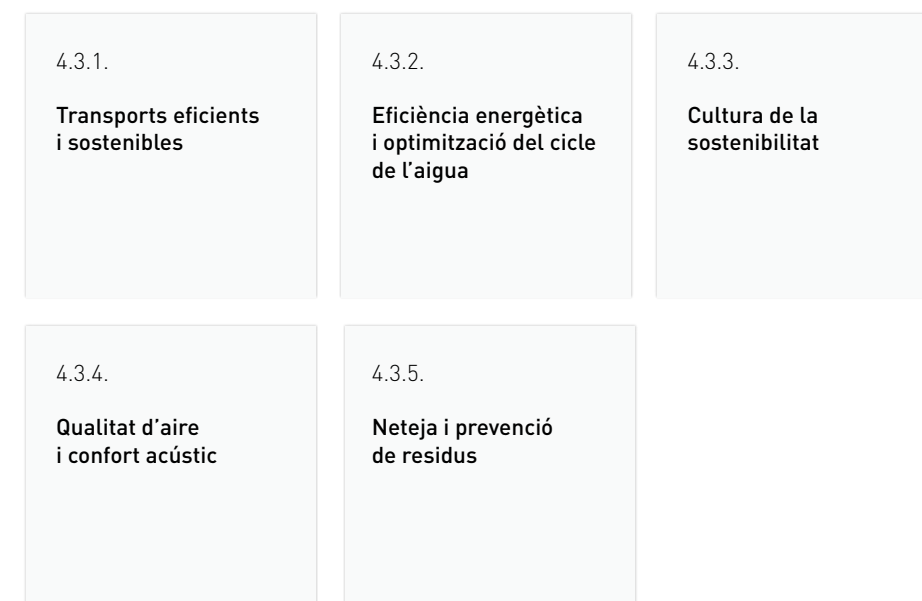 4.3.1.
Transports eficients
i sostenibles
4.3.2.
Eficiència energètica
i optimització del cicle
de l’aigua
4.3.3.
Cultura de la
sostenibilitat
4.3.4.
Qualitat d’aire
i confort acústic
4.3.5.
Neteja i prevenció
de residus